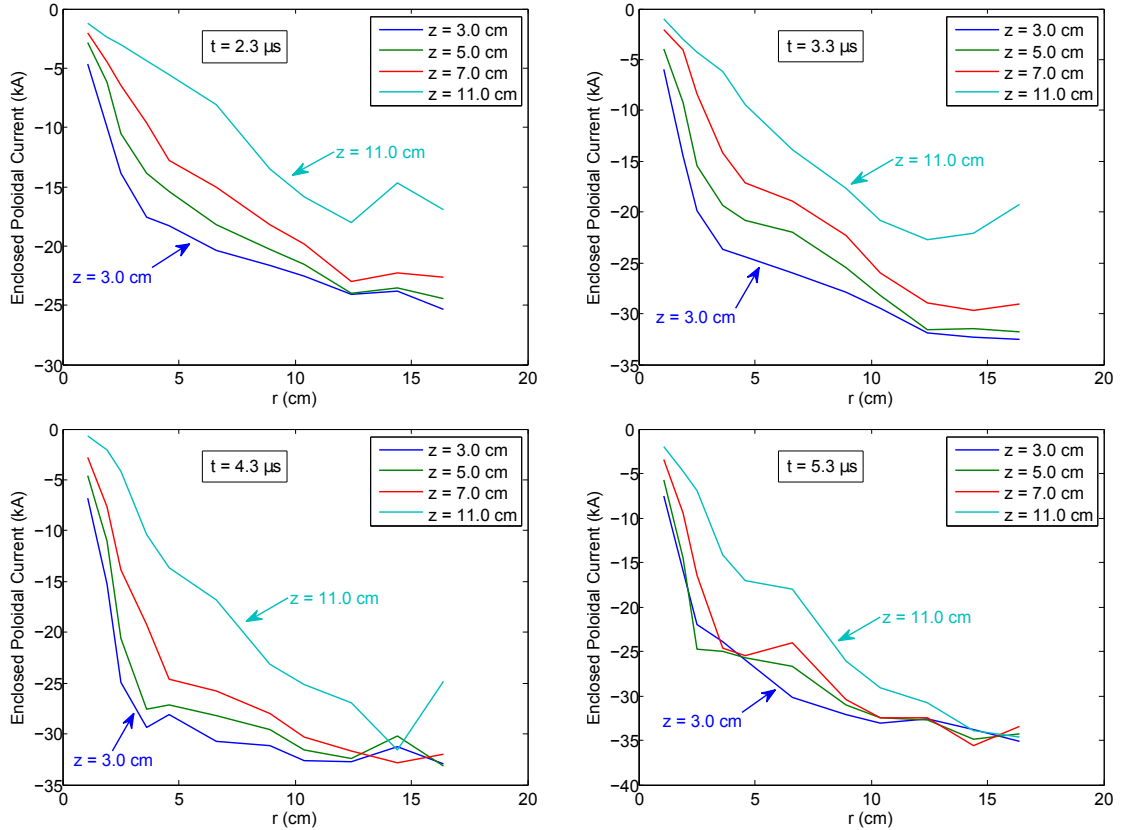 t = 2.3 µs
z = 3.0 cm
z = 5.0 cm
z = 7.0 cm
z = 11.0 cm
z = 11.0 cm
z = 3.0 cm
Enclosed Poloidal Current (kA)
0
−5
−10
−15
−20
−25
−30
0
5
10
15
20
r (cm)
t = 3.3 µs
z = 3.0 cm
z = 5.0 cm
z = 7.0 cm
z = 11.0 cm
z = 11.0 cm
z = 3.0 cm
Enclosed Poloidal Current (kA)
0
−5
−10
−15
−20
−25
−30
−35
0
5
10
15
20
r (cm)
t = 4.3 µs
z = 3.0 cm
z = 5.0 cm
z = 7.0 cm
z = 11.0 cm
z = 11.0 cm
z = 3.0 cm
Enclosed Poloidal Current (kA)
0
−5
−10
−15
−20
−25
−30
−35
0
5
10
15
20
r (cm)
t = 5.3 µs
z = 3.0 cm
z = 5.0 cm
z = 7.0 cm
z = 11.0 cm
z = 11.0 cm
z = 3.0 cm
Enclosed Poloidal Current (kA)
0
−5
−10
−15
−20
−25
−30
−35
−40
0
5
10
15
20
r (cm)